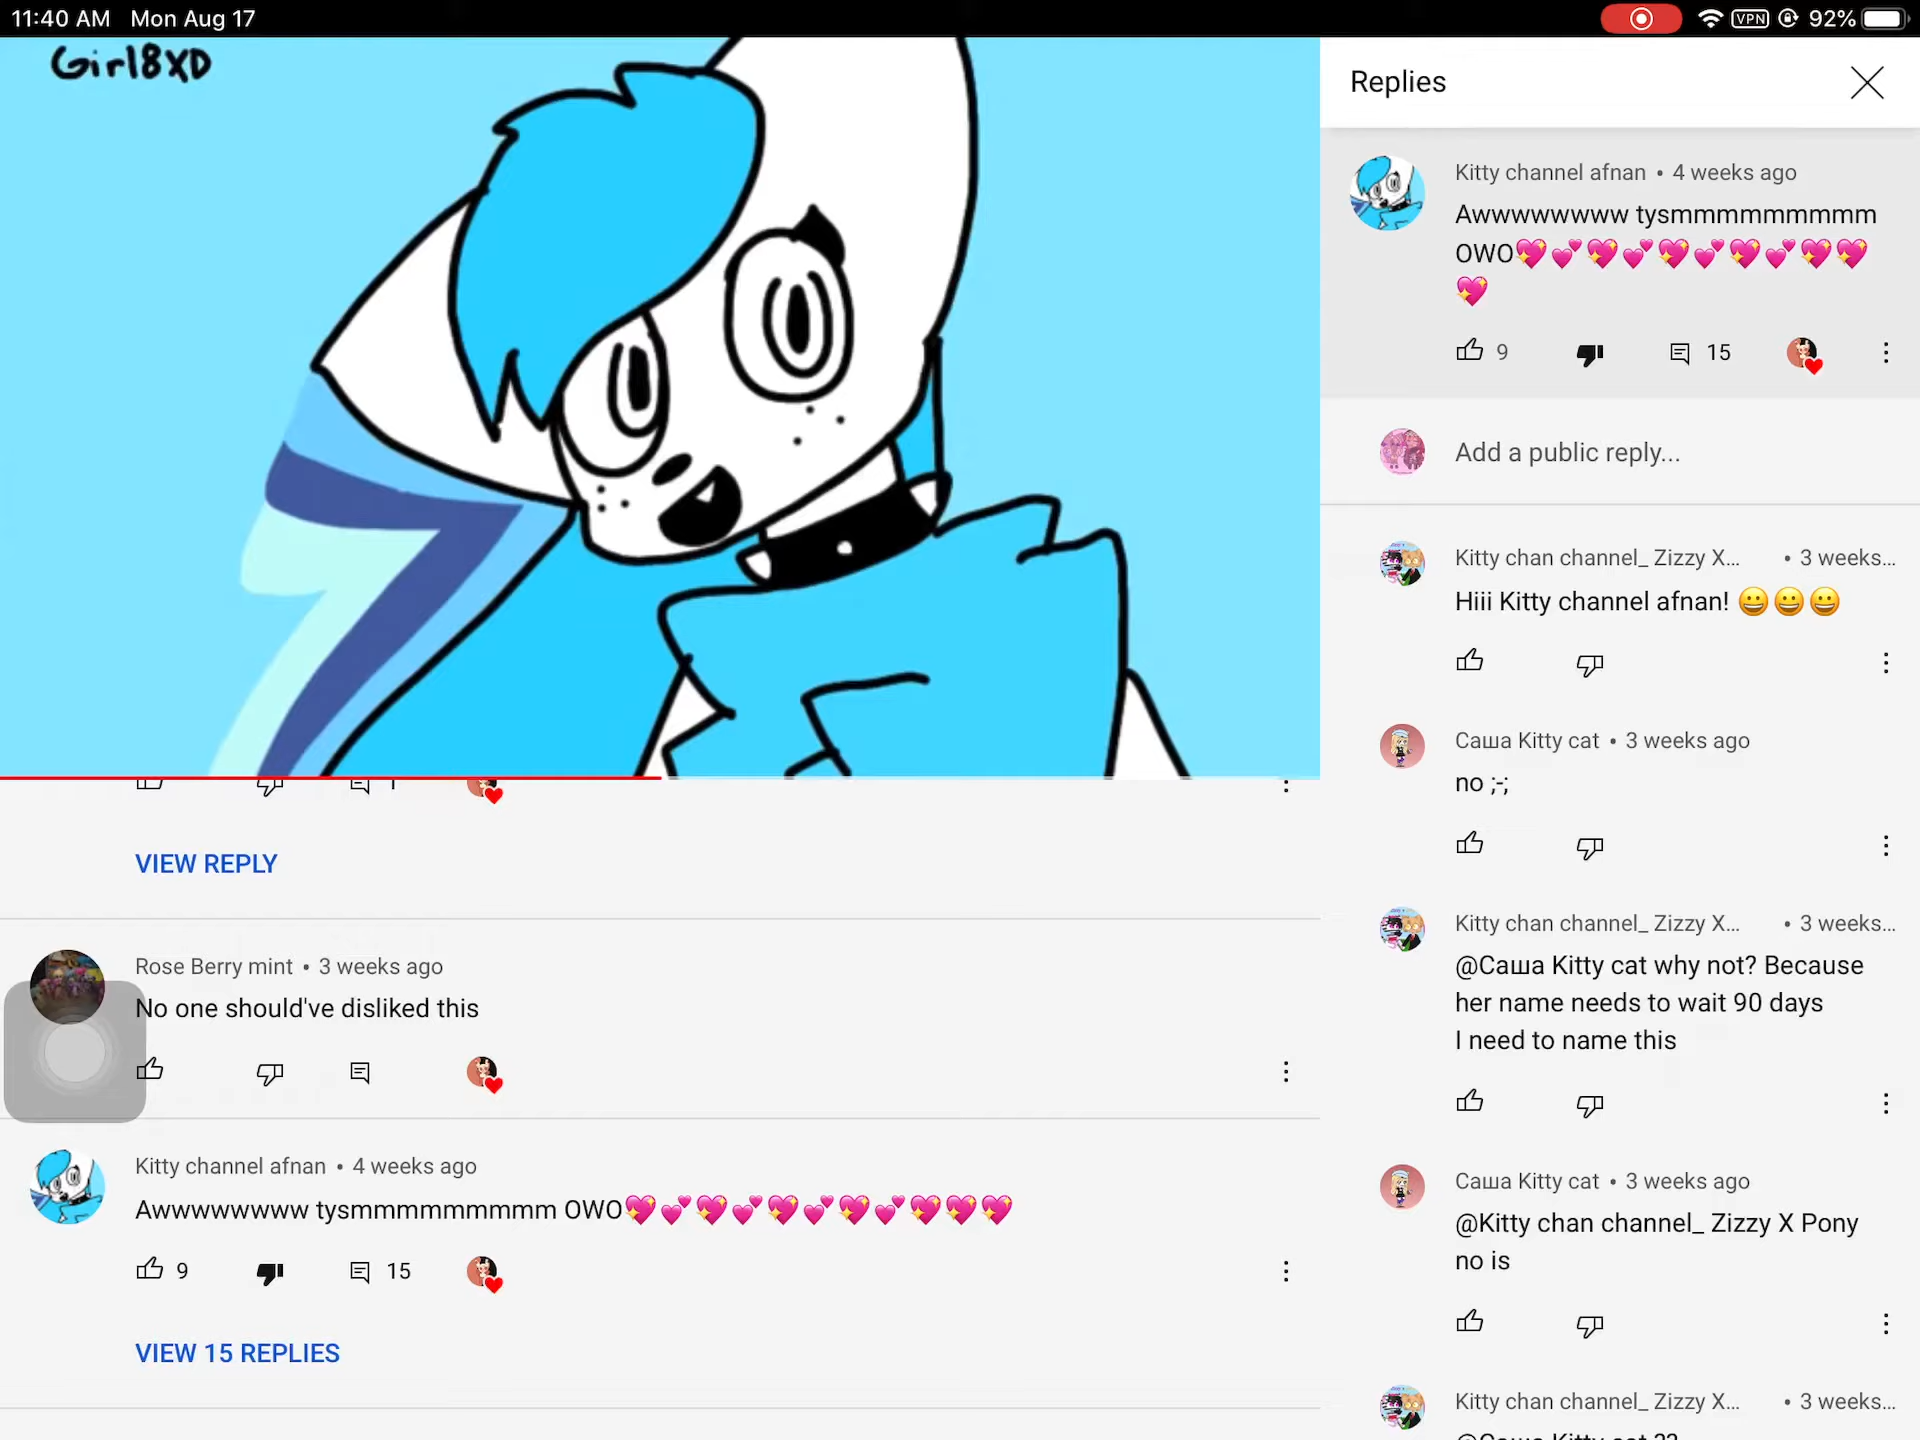 11:40 AM Mon Aug 17
VPN 92%
Girl8XD
VIEW REPLY
Rose Berry mint • 3 weeks ago
No one should've disliked this
Kitty channel afnan • 4 weeks ago
Awwwwwwww tysmmmmmmmmm OWO💖💕💖💕💖💕💖💕💖💖💖
9 15
VIEW 15 REPLIES
Replies
Kitty channel afnan • 4 weeks ago
Awwwwwwww tysmmmmmmmmm
OWO💖💕💖💕💖💕💖💕💖💖
💖
9 15
Add a public reply...
Kitty chan channel_ Zizzy X... • 3 weeks...
Hiii Kitty channel afnan! 😀😀😀
Саша Kitty cat • 3 weeks ago
no ;-;
Kitty chan channel_ Zizzy X... • 3 weeks...
@Саша Kitty cat why not? Because
her name needs to wait 90 days
I need to name this
Саша Kitty cat • 3 weeks ago
@Kitty chan channel_ Zizzy X Pony
no is
Kitty chan channel_ Zizzy X... • 3 weeks...